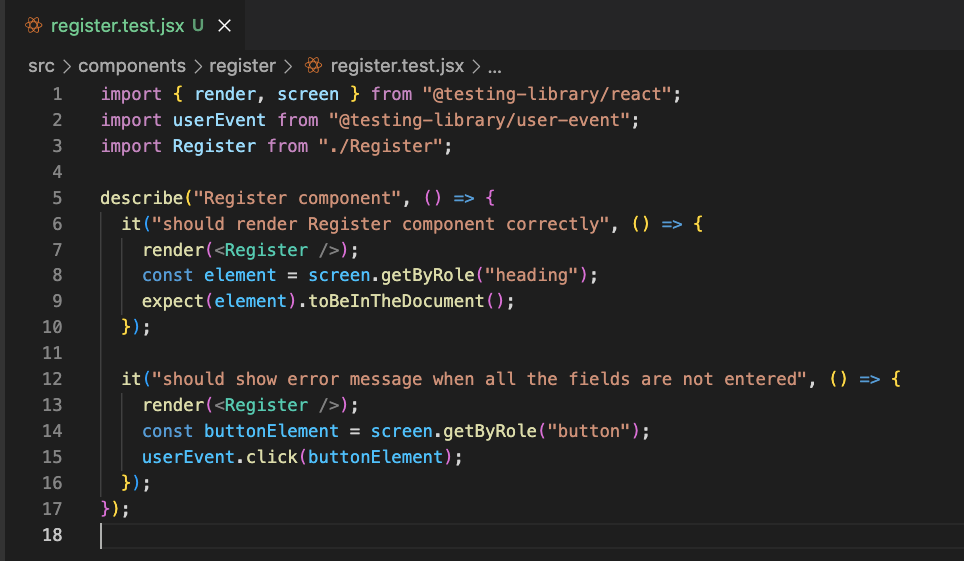 register.test.jsx U ×
src > components > register > register.test.jsx > ...
1 import { render, screen } from "@testing-library/react";
2 import userEvent from "@testing-library/user-event";
3 import Register from "./Register";
4
5 describe("Register component", () => {
6   it("should render Register component correctly", () => {
7     render(<Register />);
8     const element = screen.getByRole("heading");
9     expect(element).toBeInTheDocument();
10   });
11
12   it("should show error message when all the fields are not entered", () => {
13     render(<Register />);
14     const buttonElement = screen.getByRole("button");
15     userEvent.click(buttonElement);
16   });
17 });
18